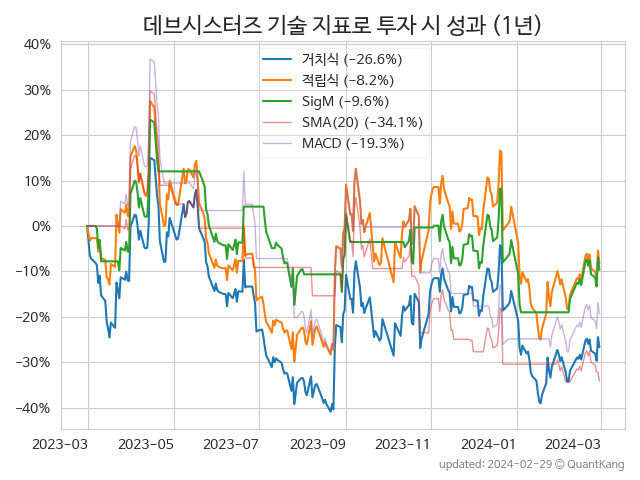 데브시스터즈 기술 지표로 투자 시 성과 (1년)
거치식 (−26.6%)
적립식 (−8.2%)
SigM (−9.6%)
SMA(20) (−34.1%)
MACD (−19.3%)
40%
30%
20%
10%
0%
−10%
−20%
−30%
−40%
2023-03
2023-05
2023-07
2023-09
2023-11
2024-01
2024-03
updated: 2024-02-29 © QuantKang